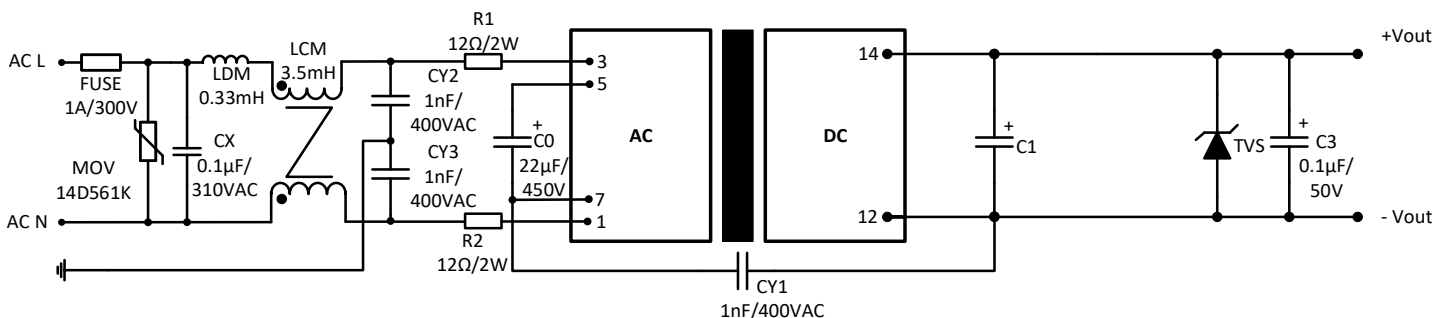 AC L
FUSE
1A/300V
MOV
14D561K
CX
0.1µF/
310VAC
LDM
0.33mH
LCM
3.5mH
CY2
1nF/
400VAC
CY3
1nF/
400VAC
R1
12Ω/2W
R2
12Ω/2W
+
C0
22µF/
450V
3
5
7
1
AC
DC
14
12
CY1
1nF/400VAC
+
C1
TVS
+
C3
0.1µF/
50V
+Vout
- Vout
AC N